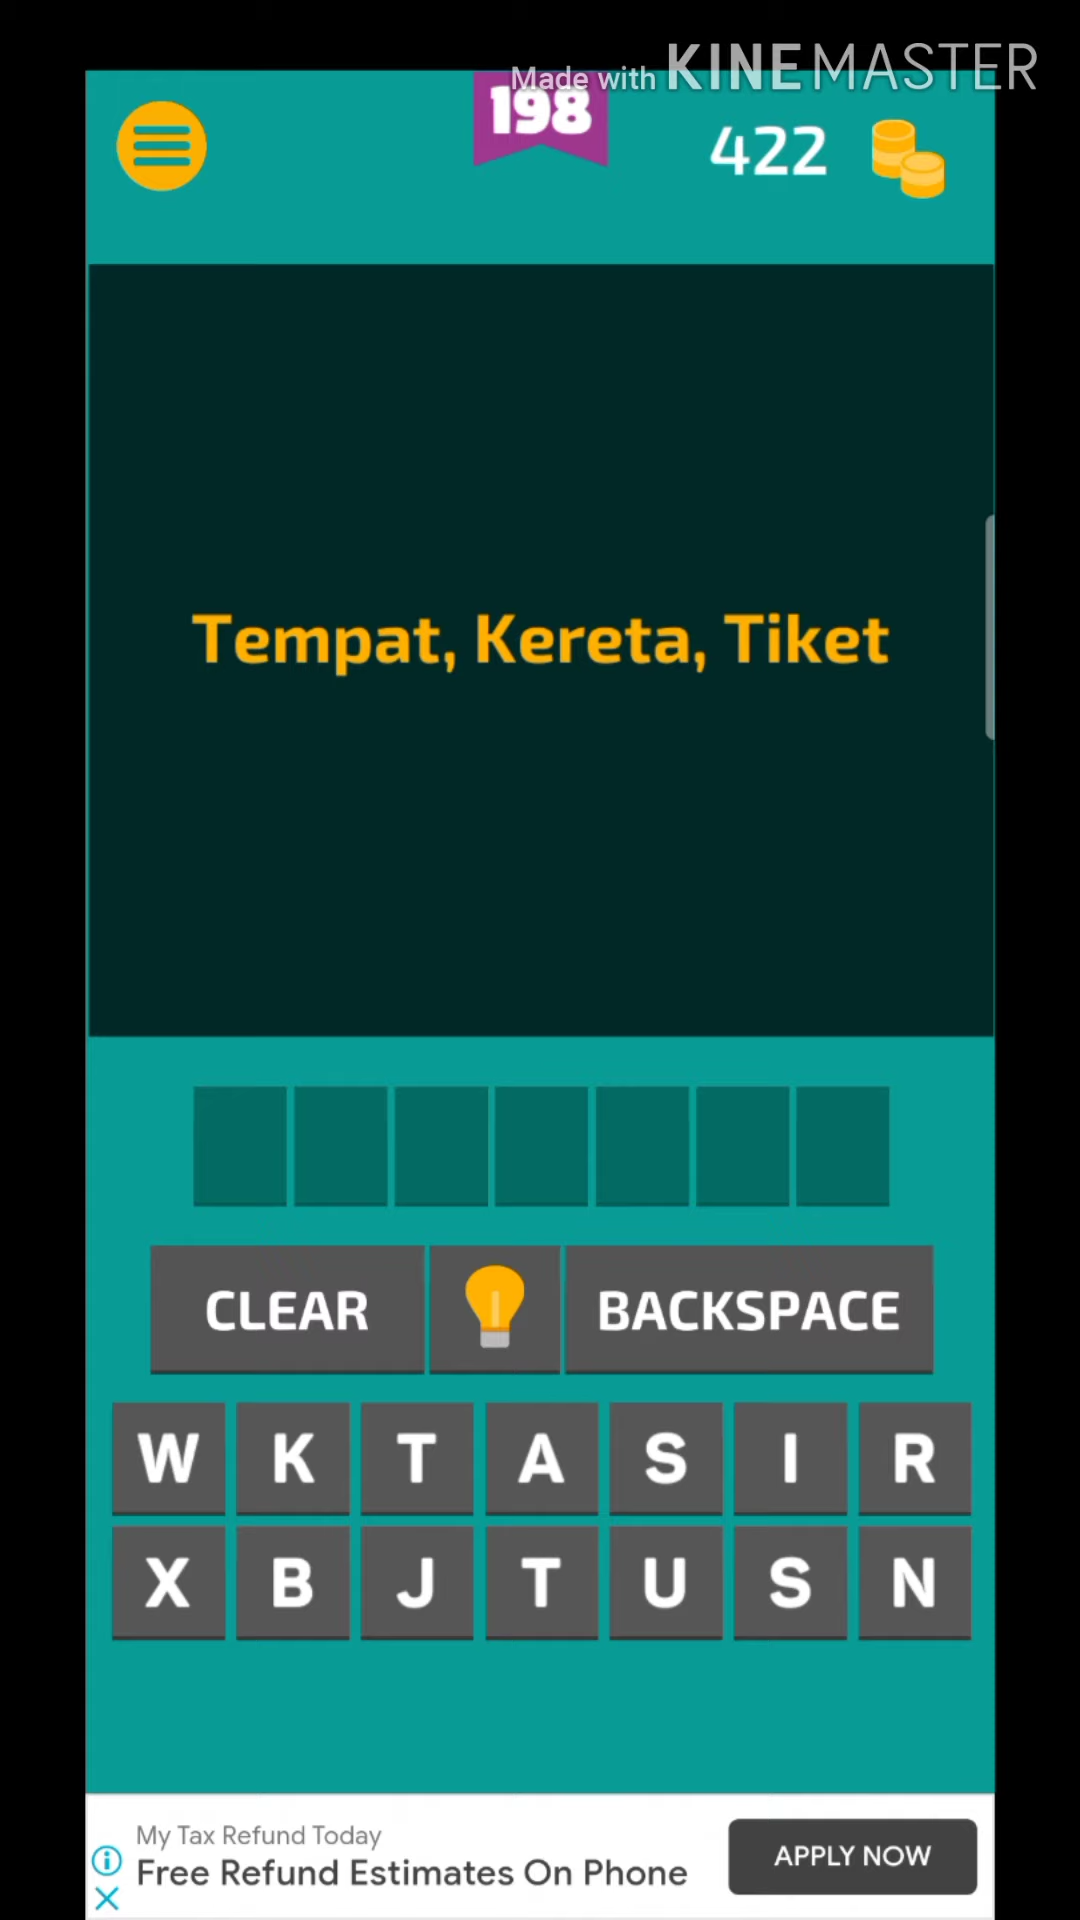 Made with KINEMASTER
198
422
Tempat, Kereta, Tiket
CLEAR
BACKSPACE
W K T A S I R
X B J T U S N
My Tax Refund Today
Free Refund Estimates On Phone
APPLY NOW